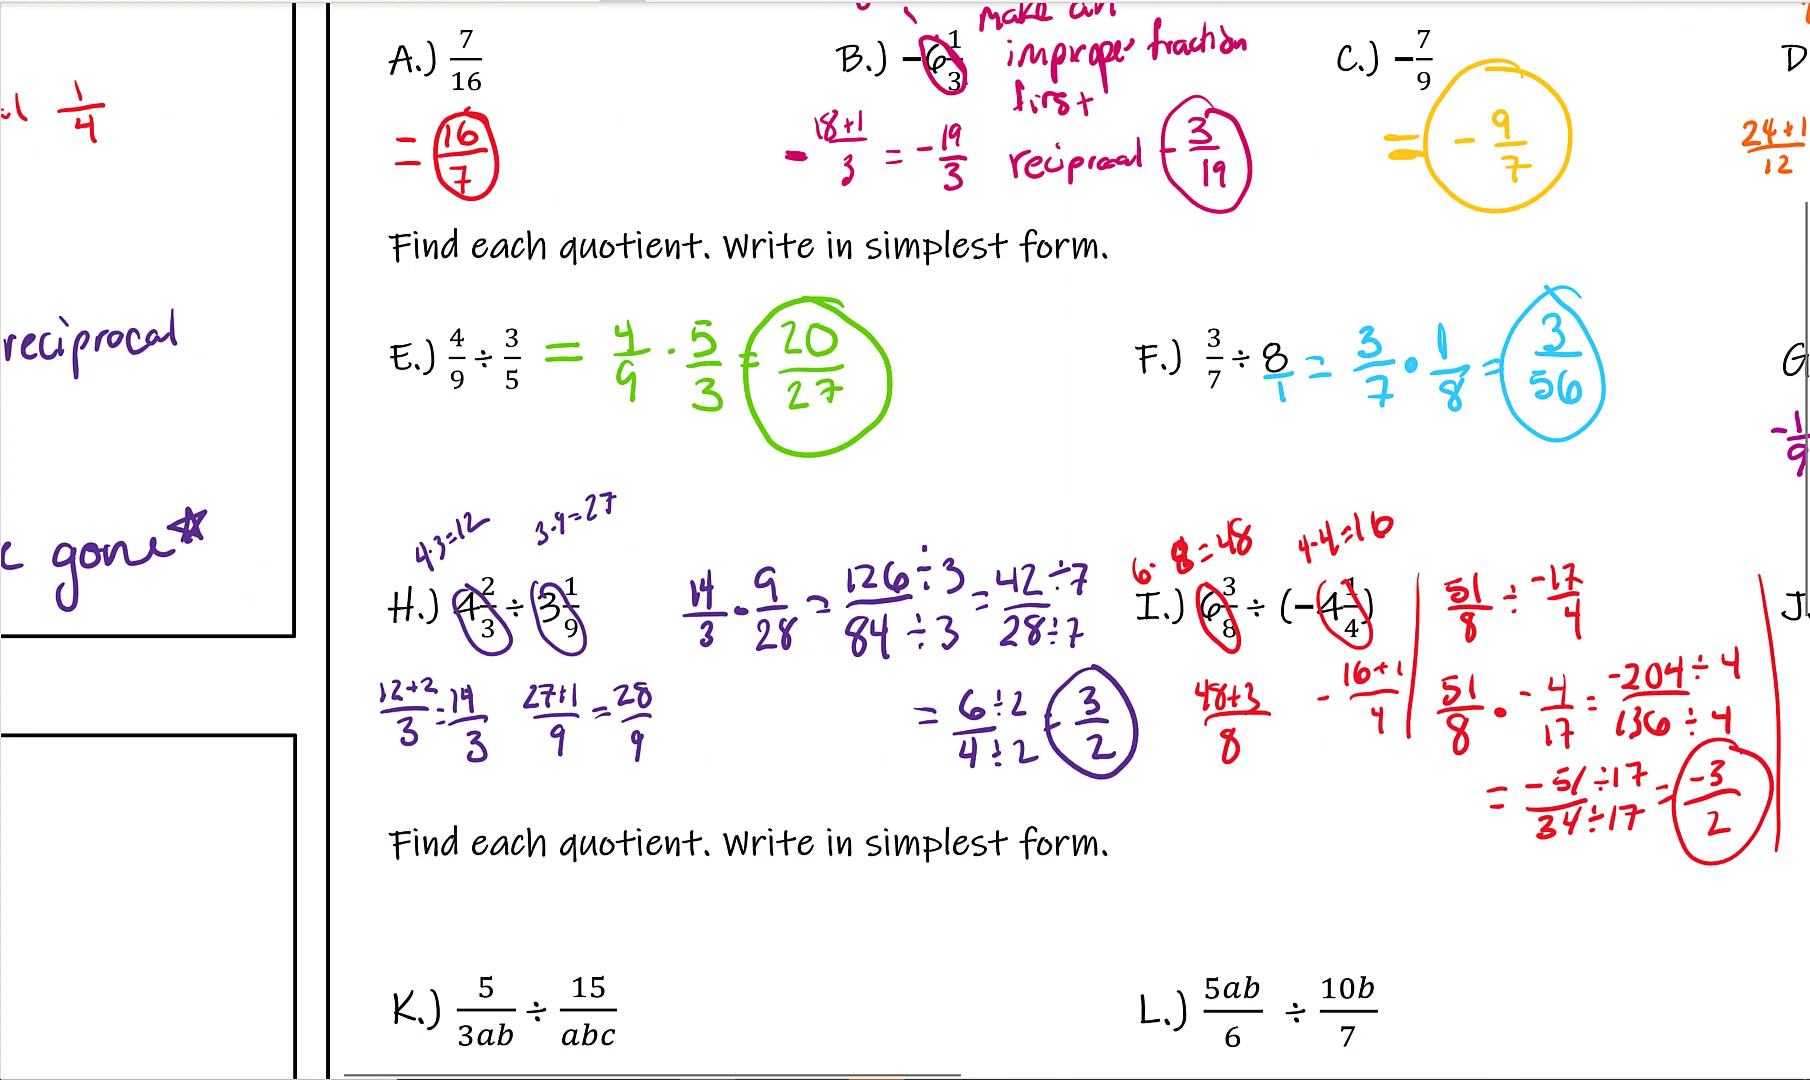 make an
A.) 7/16
B.) -6 1/3
improper fraction
first
C.) -7/9
D
1/4
= 16/7
- 18+1/3 = -19/3 reciprocal - 3/19
= -9/7
24+1/12
Find each quotient. Write in simplest form.
reciprocal
E.) 4/9 ÷ 3/5 = 4/9 · 5/3 = 20/27
F.) 3/7 ÷ 8/1 = 3/7 · 1/8 = 3/56
G
-1/9
gone
4·3=12
3·9=27
6·8=48
4·4=16
H.) 4 2/3 ÷ 3 1/9
14/3 · 9/28 = 126÷3/84÷3 = 42÷7/28÷7
I.) 6 3/8 ÷ (-4 1/4)
51/8 ÷ -17/4
J.
12+2/3 = 14/3
27+1/9 = 28/9
= 6÷2/4÷2 = 3/2
48+3/8
- 16+1/4
51/8 · -4/17 = -204÷4/136÷4
= -51÷17/34÷17 = -3/2
Find each quotient. Write in simplest form.
K.) 5/3ab ÷ 15/abc
L.) 5ab/6 ÷ 10b/7